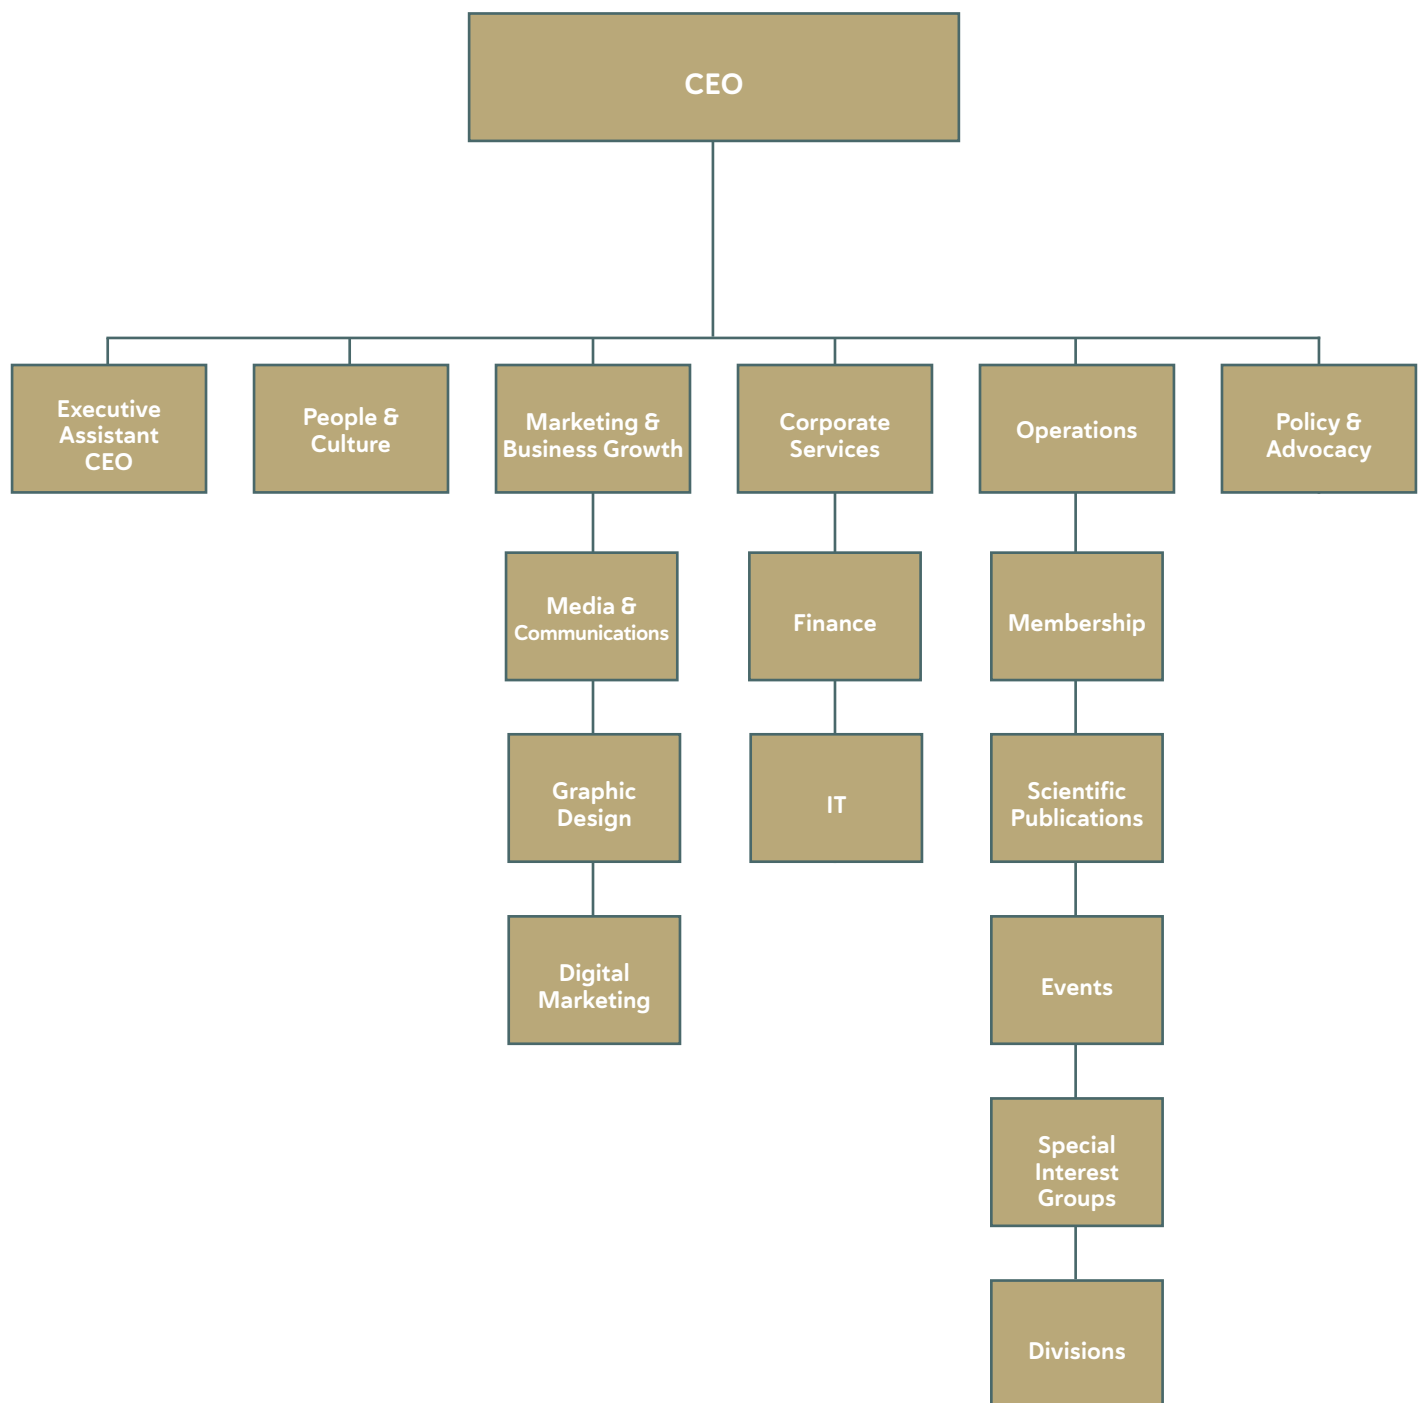 CEO
Executive
Assistant
CEO
People &
Culture
Marketing &
Business Growth
Corporate
Services
Operations
Policy &
Advocacy
Media &
Communications
Finance
Membership
Graphic
Design
IT
Scientific
Publications
Digital
Marketing
Events
Special
Interest
Groups
Divisions